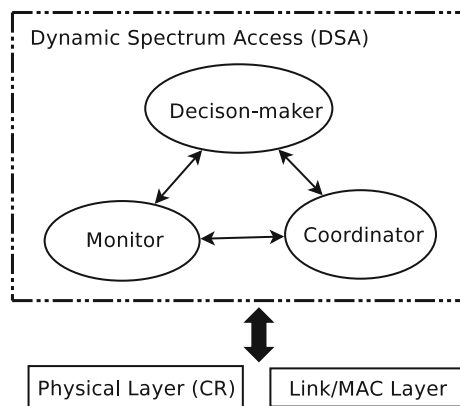 Dynamic Spectrum Access (DSA)
Decison-maker
Monitor
Coordinator
Physical Layer (CR)
Link/MAC Layer